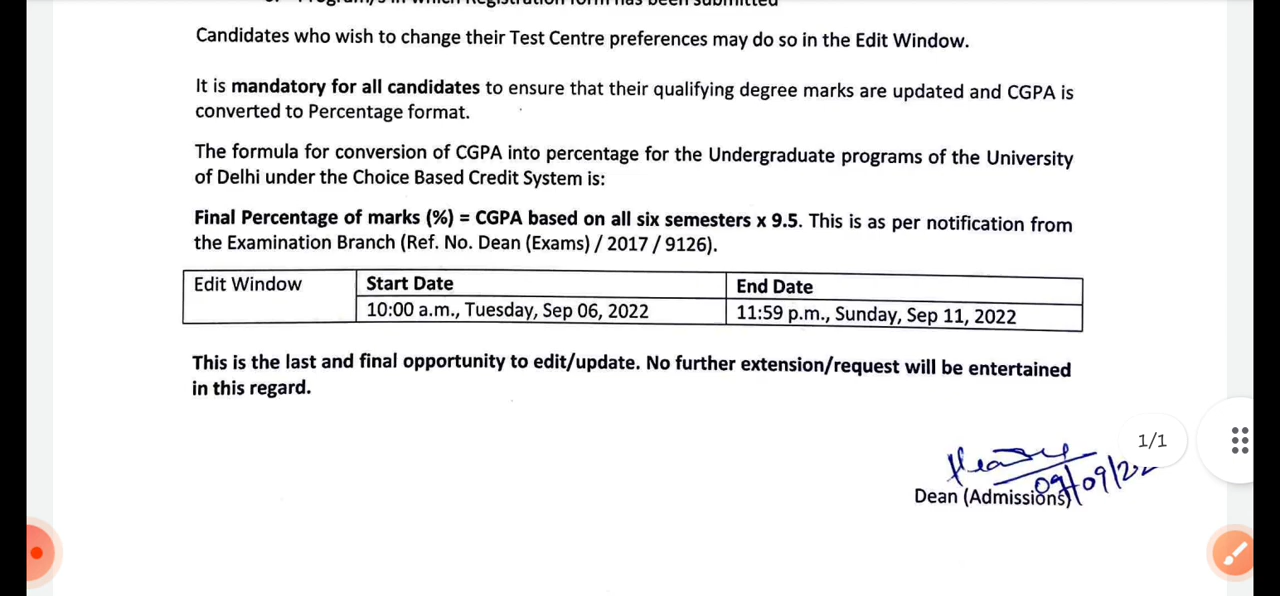 Candidates who wish to change their Test Centre preferences may do so in the Edit Window.
It is mandatory for all candidates to ensure that their qualifying degree marks are updated and CGPA is
converted to Percentage format.
The formula for conversion of CGPA into percentage for the Undergraduate programs of the University
of Delhi under the Choice Based Credit System is:
Final Percentage of marks (%) = CGPA based on all six semesters x 9.5. This is as per notification from
the Examination Branch (Ref. No. Dean (Exams) / 2017 / 9126).
Edit Window Start Date End Date
10:00 a.m., Tuesday, Sep 06, 2022 11:59 p.m., Sunday, Sep 11, 2022
This is the last and final opportunity to edit/update. No further extension/request will be entertained
in this regard.
1/1
Dean (Admissions)